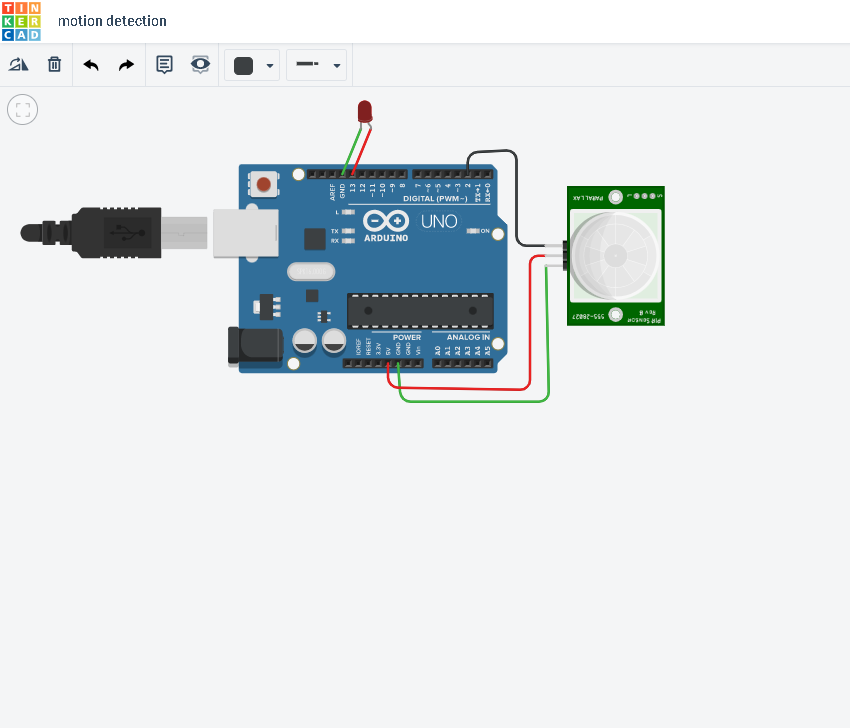 TIN
KER
CAD
motion detection
AREF
GND
13
12
~11
~10
~9
8
7
~6
~5
4
~3
2
TX→1
RX←0
DIGITAL (PWM~)
L
TX
RX
ARDUINO
UNO
ON
PARALLAX
PIR SENSOR
Rev B
555-28027
POWER
ANALOG IN
IOREF
RESET
3.3V
5V
GND
GND
Vin
A0
A1
A2
A3
A4
A5